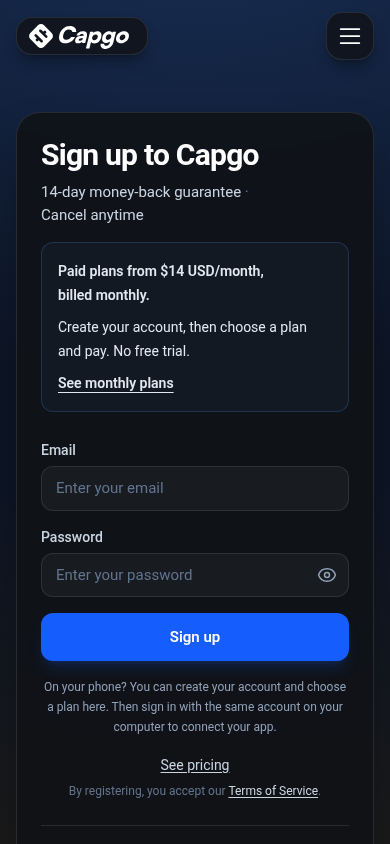 Capgo
Sign up to Capgo
14-day money-back guarantee ·
Cancel anytime
Paid plans from $14 USD/month,
billed monthly.
Create your account, then choose a plan
and pay. No free trial.
See monthly plans
Email
Enter your email
Password
Enter your password
Sign up
On your phone? You can create your account and choose
a plan here. Then sign in with the same account on your
computer to connect your app.
See pricing
By registering, you accept our Terms of Service.